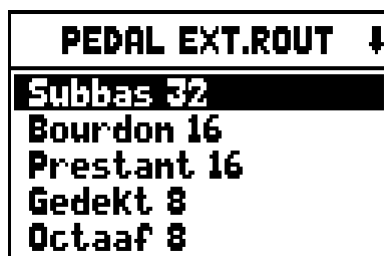 PEDAL EXT.ROUT
Subbas 32
Bourdon 16
Prestant 16
Gedekt 8
Octaaf 8